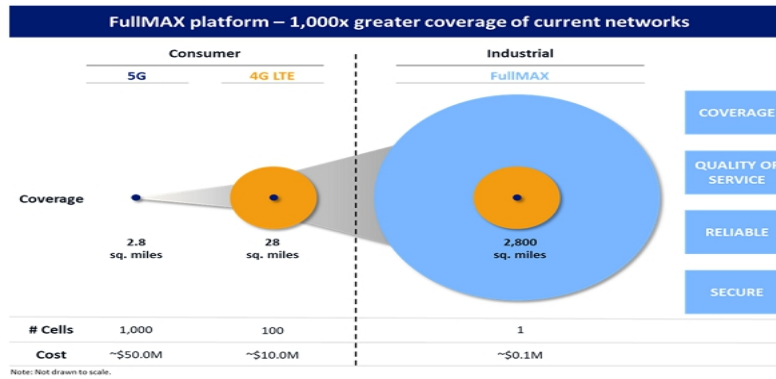 FullMAX platform – 1,000x greater coverage of current networks
Consumer
Industrial
5G
4G LTE
FullMAX
COVERAGE
QUALITY OF
SERVICE
RELIABLE
SECURE
Coverage
2.8
sq. miles
28
sq. miles
2,800
sq. miles
# Cells
1,000
100
1
Cost
~$50.0M
~$10.0M
~$0.1M
Note: Not drawn to scale.